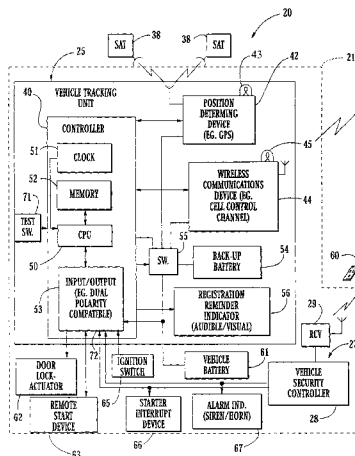 20
38
SAT
38
SAT
43
25
42
21
VEHICLE TRACKING
UNIT
40
CONTROLLER
POSITION
DETERMING
DEVICE
(EG. GPS)
51
CLOCK
45
52
MEMORY
WIRELESS
COMMUNICATIONS
DEVICE (EG.
CELL CONTROL
CHANNEL)
71
TEST
SW.
CPU
55
44
50
SW.
BACK-UP
BATTERY
54
60
INPUT/OUTPUT
(EG. DUAL
POLARITY
COMPATIBLE)
53
REGISTRATION
REMINDER
INDICATOR
(AUDIBLE/VISUAL)
56
29
RCV
27
72
DOOR
LOCK-
ACTUATOR
IGNITION
SWITCH
VEHICLE
BATTERY
61
VEHICLE
SECURITY
CONTROLLER
62
65
28
REMOTE
START
DEVICE
STARTER
INTERRUPT
DEVICE
ALARM IND.
(SIREN/HORN)
63
66
67